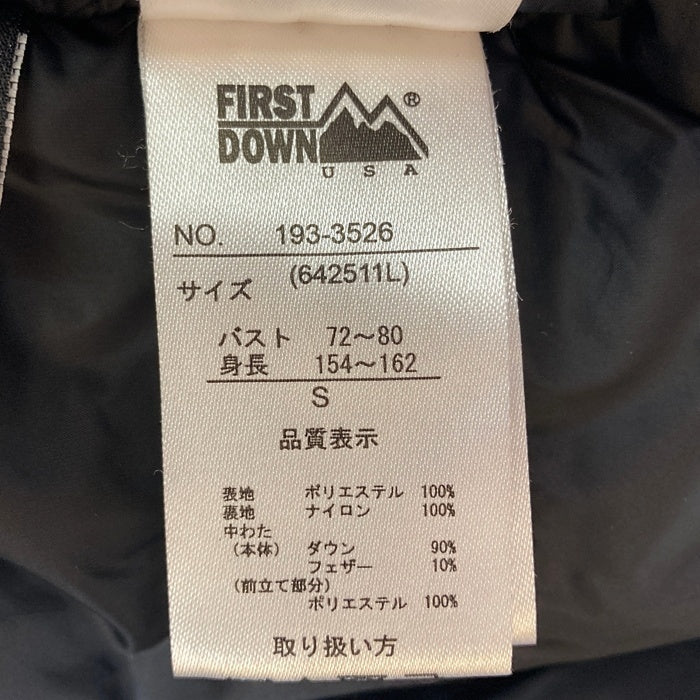 FIRST
DOWN
USA
®
NO. 193-3526
(642511L)
サイズ
バスト 72～80
身長 154～162
S
品質表示
表地 ポリエステル 100%
裏地 ナイロン 100%
中わた
(本体) ダウン 90%
フェザー 10%
(前立て部分)
ポリエステル 100%
取り扱い方